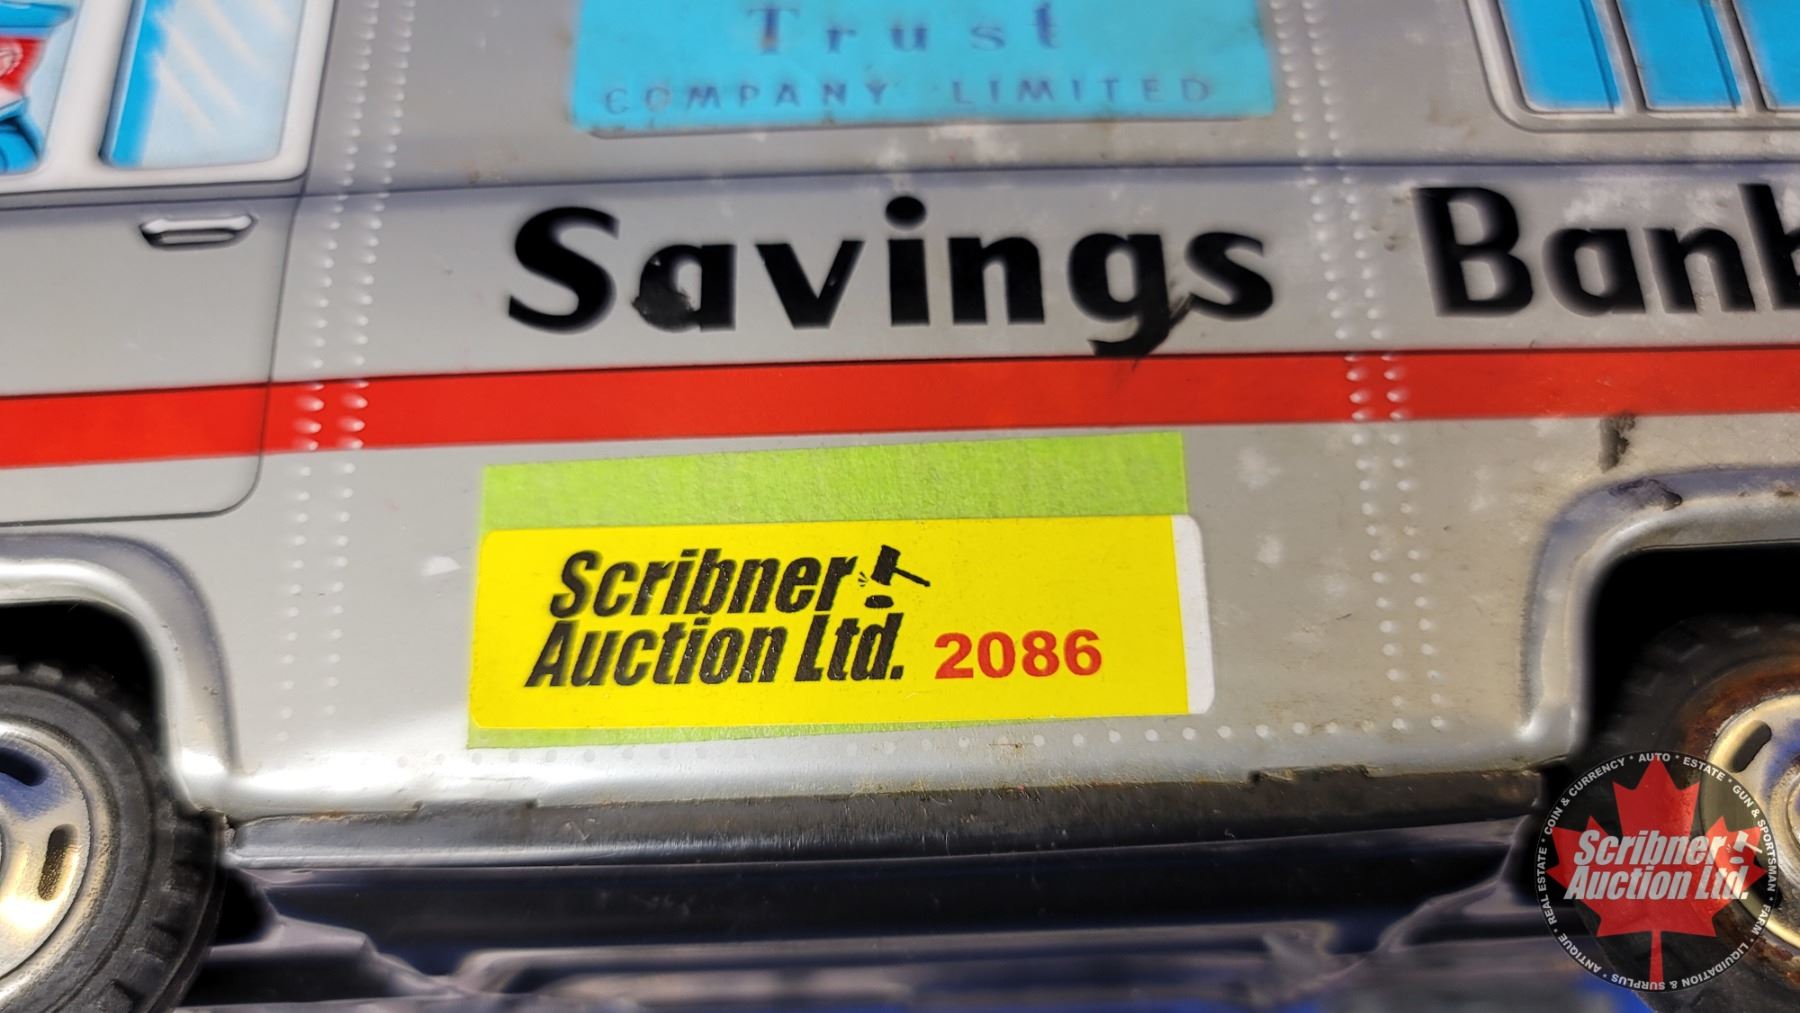 Trust
COMPANY LIMITED
Savings
Scribner
Auction Ltd. 2086
Scribner
Auction Ltd.
REAL ESTATE * COIN & CURRENCY * AUTO * ESTATE * GUN & SPORTSMAN * FARM * LIQUIDATION & SURPLUS * ANTIQUE *